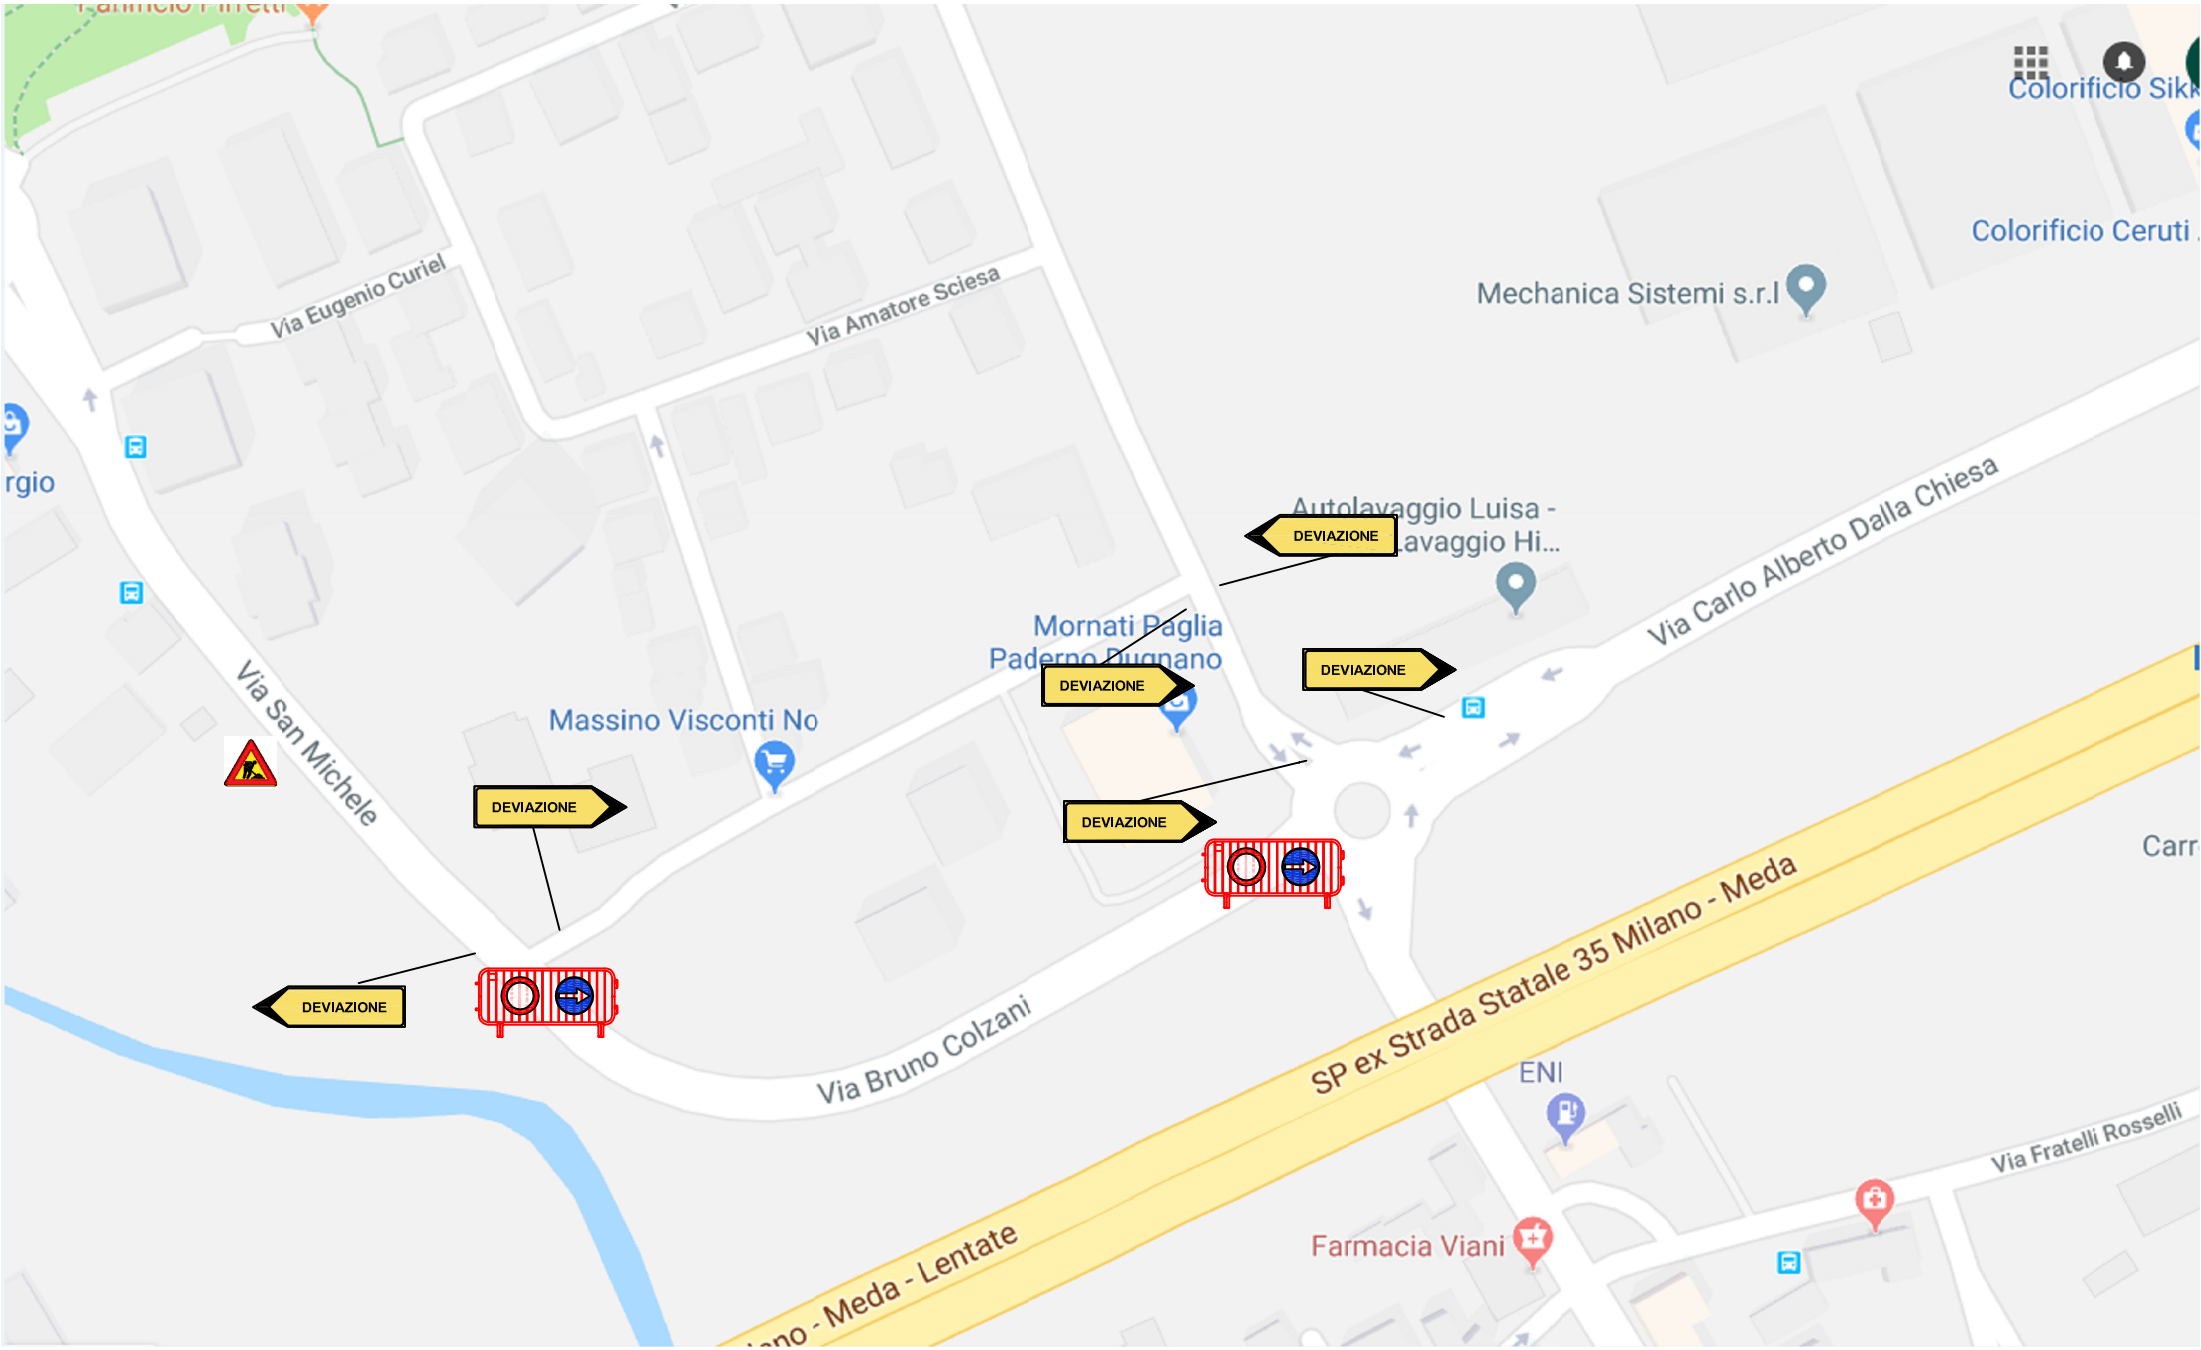 Panificio Pirretti
Colorificio Sikk
Colorificio Ceruti
Via Eugenio Curiel
Via Amatore Sciesa
Mechanica Sistemi s.r.l
rgio
Autolavaggio Luisa -
Lavaggio Hi...
DEVIAZIONE
Via Carlo Alberto Dalla Chiesa
Mornati Paglia
Paderno Dugnano
DEVIAZIONE
DEVIAZIONE
Via San Michele
Massino Visconti No
DEVIAZIONE
DEVIAZIONE
DEVIAZIONE
Via Bruno Colzani
SP ex Strada Statale 35 Milano - Meda
Carr
ENI
Via Fratelli Rosselli
Farmacia Viani
lano - Meda - Lentate